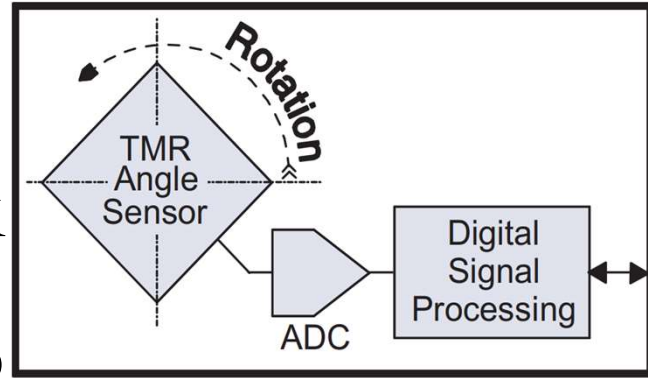 Rotation
TMR
Angle
Sensor
Digital
Signal
Processing
ADC